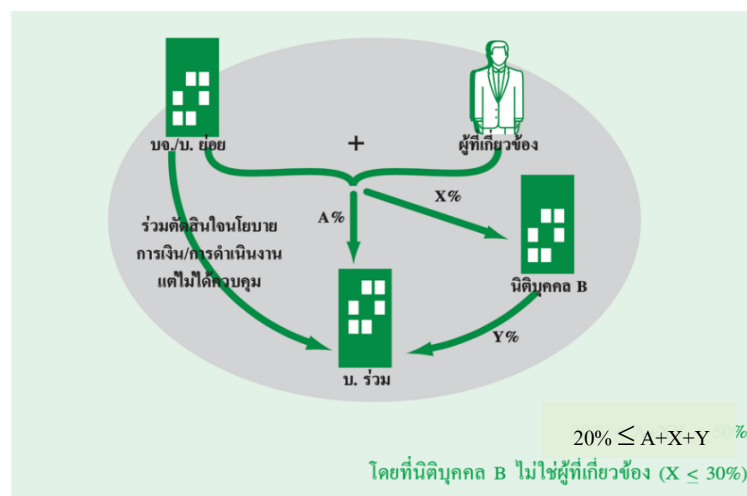 บจ./บ. ย่อย
+
ผู้ที่เกี่ยวข้อง
A%
X%
ร่วมตัดสินใจนโยบาย
การเงิน/การดำเนินงาน
แต่ไม่ได้ควบคุม
นิติบุคคล B
Y%
บ. ร่วม
20% ≤ A+X+Y
โดยที่นิติบุคคล B ไม่ใช่ผู้ที่เกี่ยวข้อง (X ≤ 30%)